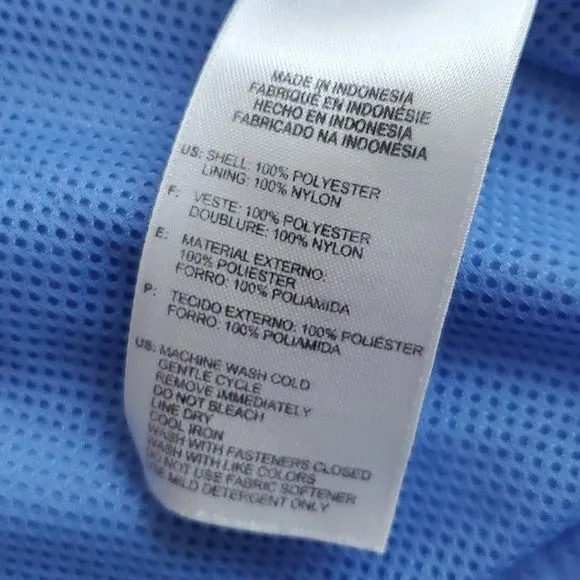 MADE IN INDONESIA
FABRIQUÉ EN INDONÉSIE
HECHO EN INDONESIA
FABRICADO NA INDONÉSIA
US: SHELL: 100% POLYESTER
LINING: 100% NYLON
F: VESTE: 100% POLYESTER
DOUBLURE: 100% NYLON
E: MATERIAL EXTERNO:
100% POLIESTER
FORRO: 100% POLIAMIDA
P: TECIDO EXTERNO: 100% POLIÉSTER
FORRO: 100% POLIAMIDA
US: MACHINE WASH COLD
GENTLE CYCLE
REMOVE IMMEDIATELY
DO NOT BLEACH
LINE DRY
COOL IRON
WASH WITH FASTENERS CLOSED
WASH WITH LIKE COLORS
DO NOT USE FABRIC SOFTENER
USE MILD DETERGENT ONLY